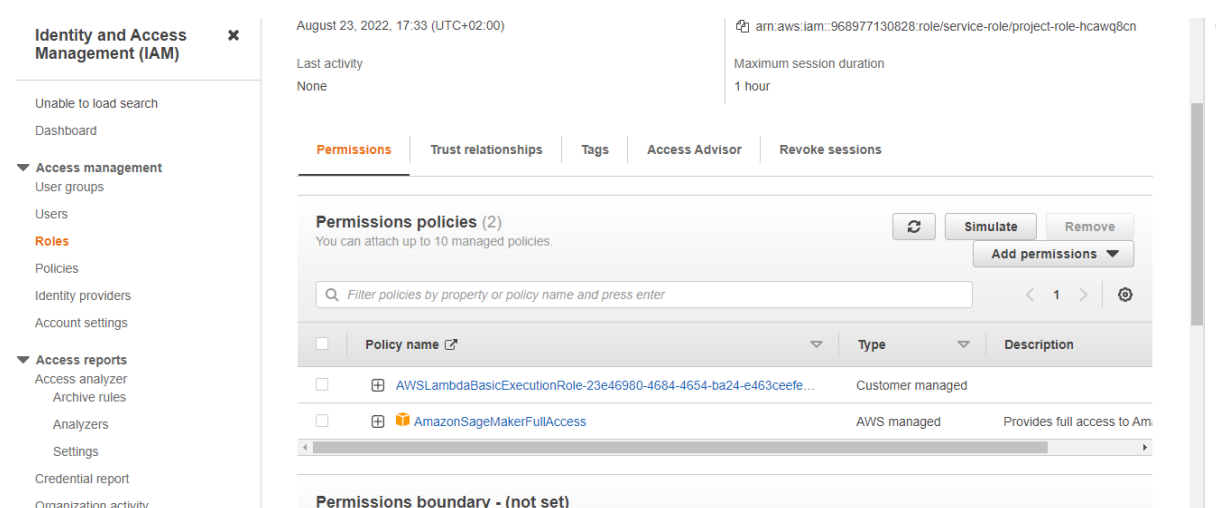 Identity and Access
Management (IAM)
Unable to load search
Dashboard
Access management
User groups
Users
Roles
Policies
Identity providers
Account settings
Access reports
Access analyzer
Archive rules
Analyzers
Settings
Credential report
Organization activity
August 23, 2022, 17:33 (UTC+02:00)
arn:aws:iam::968977130828:role/service-role/project-role-hcawq8cn
Last activity
Maximum session duration
None
1 hour
Permissions Trust relationships Tags Access Advisor Revoke sessions
Permissions policies (2)
You can attach up to 10 managed policies.
Simulate Remove
Add permissions
Filter policies by property or policy name and press enter
1
Policy name Type Description
AWSLambdaBasicExecutionRole-23e46980-4684-4654-ba24-e463ceefe... Customer managed
AmazonSageMakerFullAccess AWS managed Provides full access to Am
Permissions boundary - (not set)